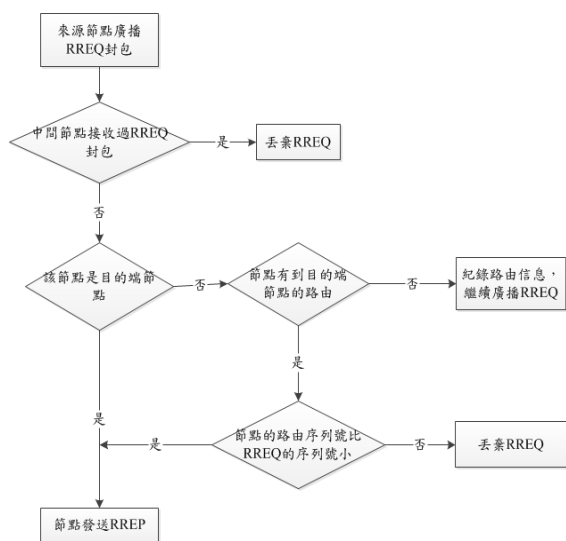 來源節點廣播
RREQ封包
中間節點接收過RREQ
封包
是
丟棄RREQ
否
該節點是目的端節
點
否
節點有到目的端
節點的路由
否
紀錄路由信息，
繼續廣播RREQ
是
是
節點的路由序列號比
RREQ的序列號小
是
否
丟棄RREQ
節點發送RREP